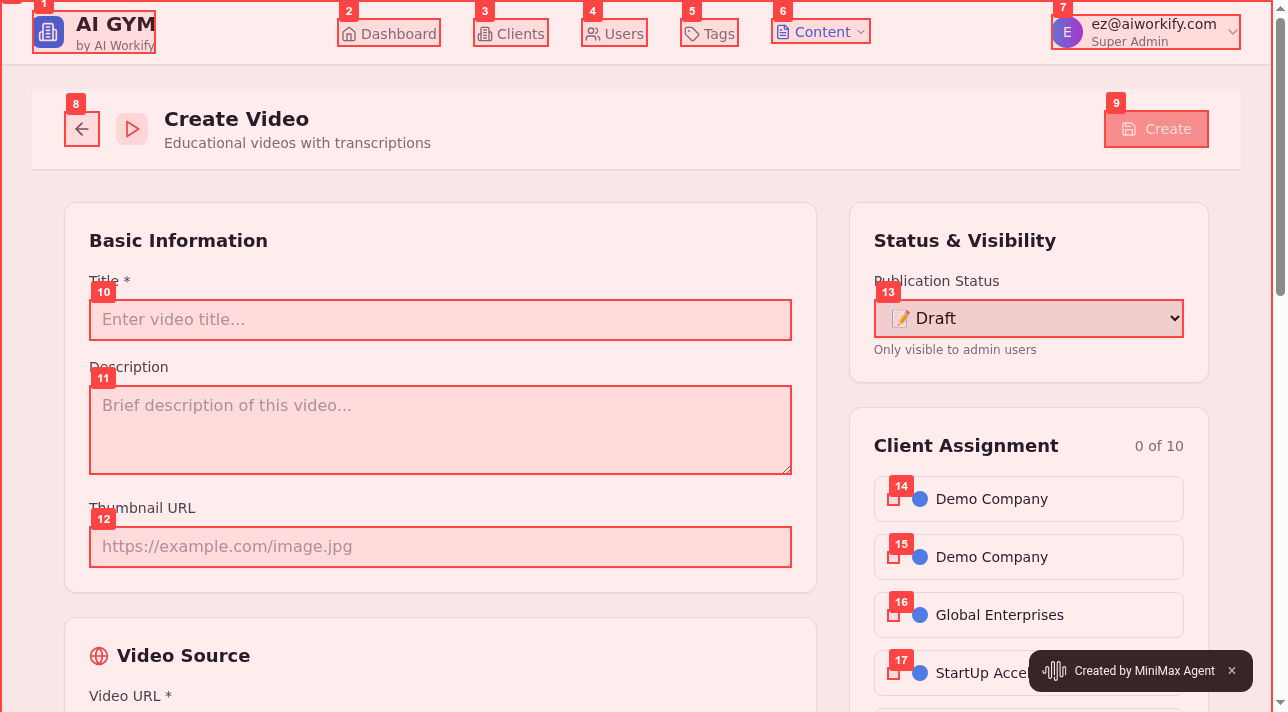 1
AI GYM
by AI Workify
2
Dashboard
3
Clients
4
Users
5
Tags
6
Content
7
E
ez@aiworkify.com
Super Admin
8
Create Video
Educational videos with transcriptions
9
Create
Basic Information
Title *
10
Enter video title...
Description
11
Brief description of this video...
Thumbnail URL
12
https://example.com/image.jpg
Video Source
Video URL *
Status & Visibility
Publication Status
13
Draft
Only visible to admin users
Client Assignment
0 of 10
14
Demo Company
15
Demo Company
16
Global Enterprises
17
StartUp
Created by MiniMax Agent